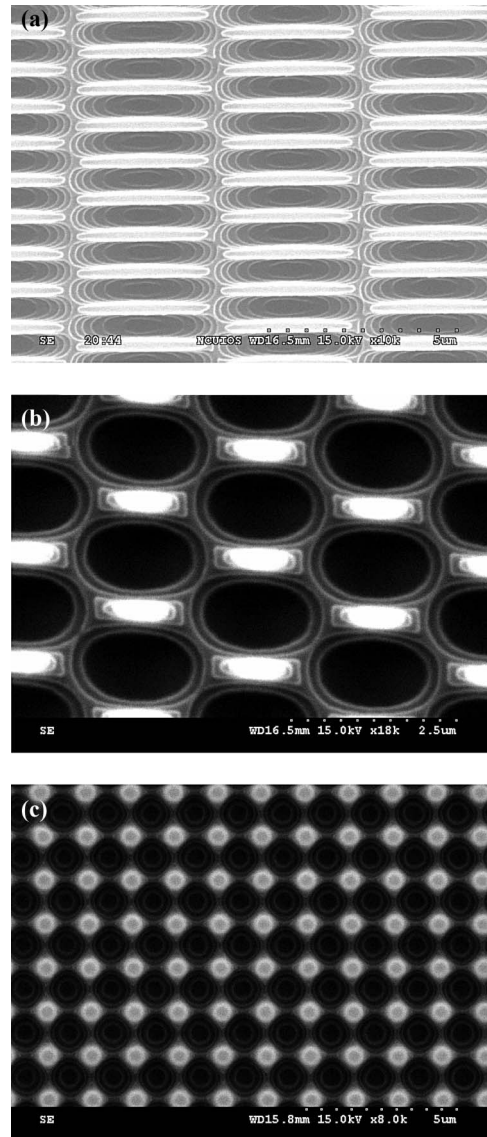 (a)
SE 20:44 NCUIOS WD16.5mm 15.0kV x10k 5um
(b)
SE WD16.5mm 15.0kV x18k 2.5um
(c)
SE WD15.8mm 15.0kV x8.0k 5um